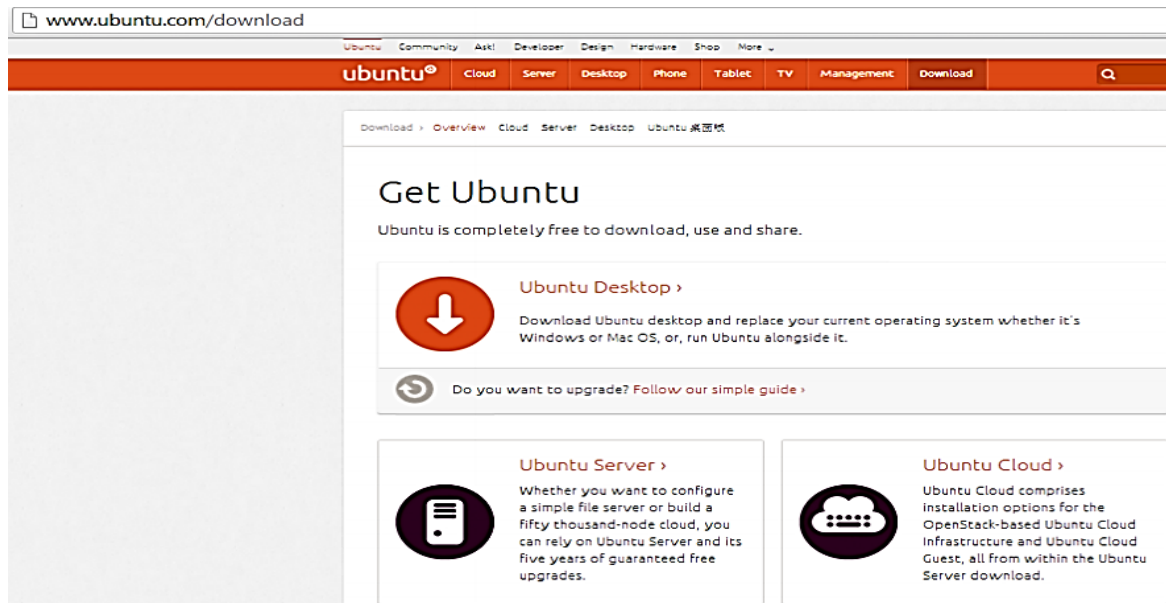 www.ubuntu.com/download
Ubuntu Community Ask! Developer Design Hardware Shop More
ubuntu® Cloud Server Desktop Phone Tablet TV Management Download
Download › Overview Cloud Server Desktop Ubuntu 桌面版
Get Ubuntu
Ubuntu is completely free to download, use and share.
Ubuntu Desktop ›
Download Ubuntu desktop and replace your current operating system whether it's
Windows or Mac OS, or, run Ubuntu alongside it.
Do you want to upgrade? Follow our simple guide ›
Ubuntu Server ›
Whether you want to configure
a simple file server or build a
fifty thousand-node cloud, you
can rely on Ubuntu Server and its
five years of guaranteed free
upgrades.
Ubuntu Cloud ›
Ubuntu Cloud comprises
installation options for the
OpenStack-based Ubuntu Cloud
Infrastructure and Ubuntu Cloud
Guest, all from within the Ubuntu
Server download.